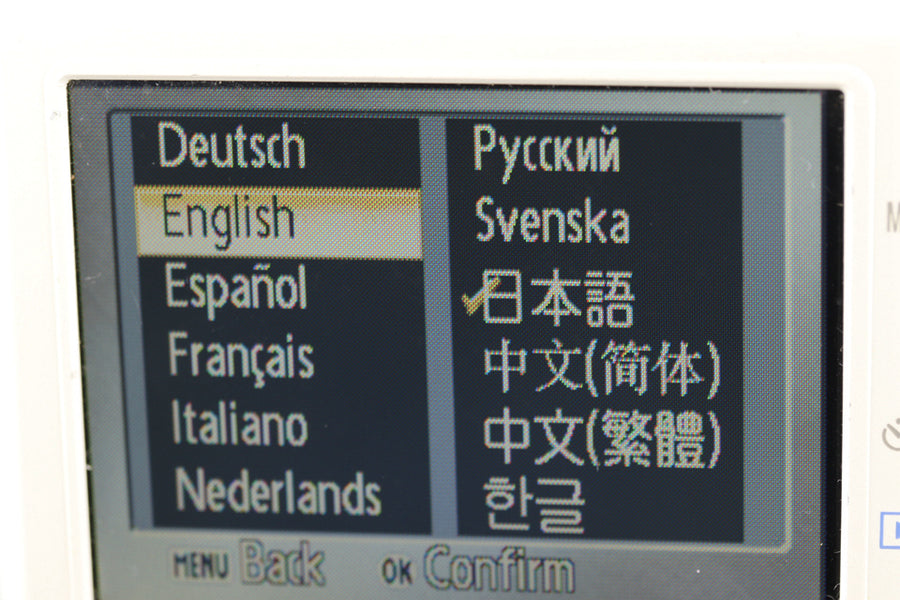 Deutsch
English
Español
Français
Italiano
Nederlands
Русский
Svenska
日本語
中文(简体)
中文(繁體)
한글
MENU Back OK Confirm